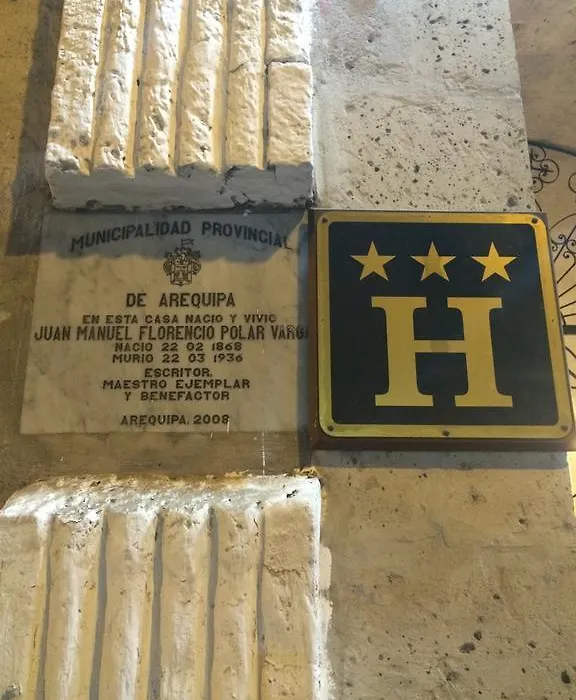 MUNICIPALIDAD PROVINCIAL
DE AREQUIPA
EN ESTA CASA NACIO Y VIVIO
JUAN MANUEL FLORENCIO POLAR VARGA
NACIO 22 02 1868
MURIO 22 03 1936
ESCRITOR,
MAESTRO EJEMPLAR
Y BENEFACTOR
AREQUIPA, 2008
H